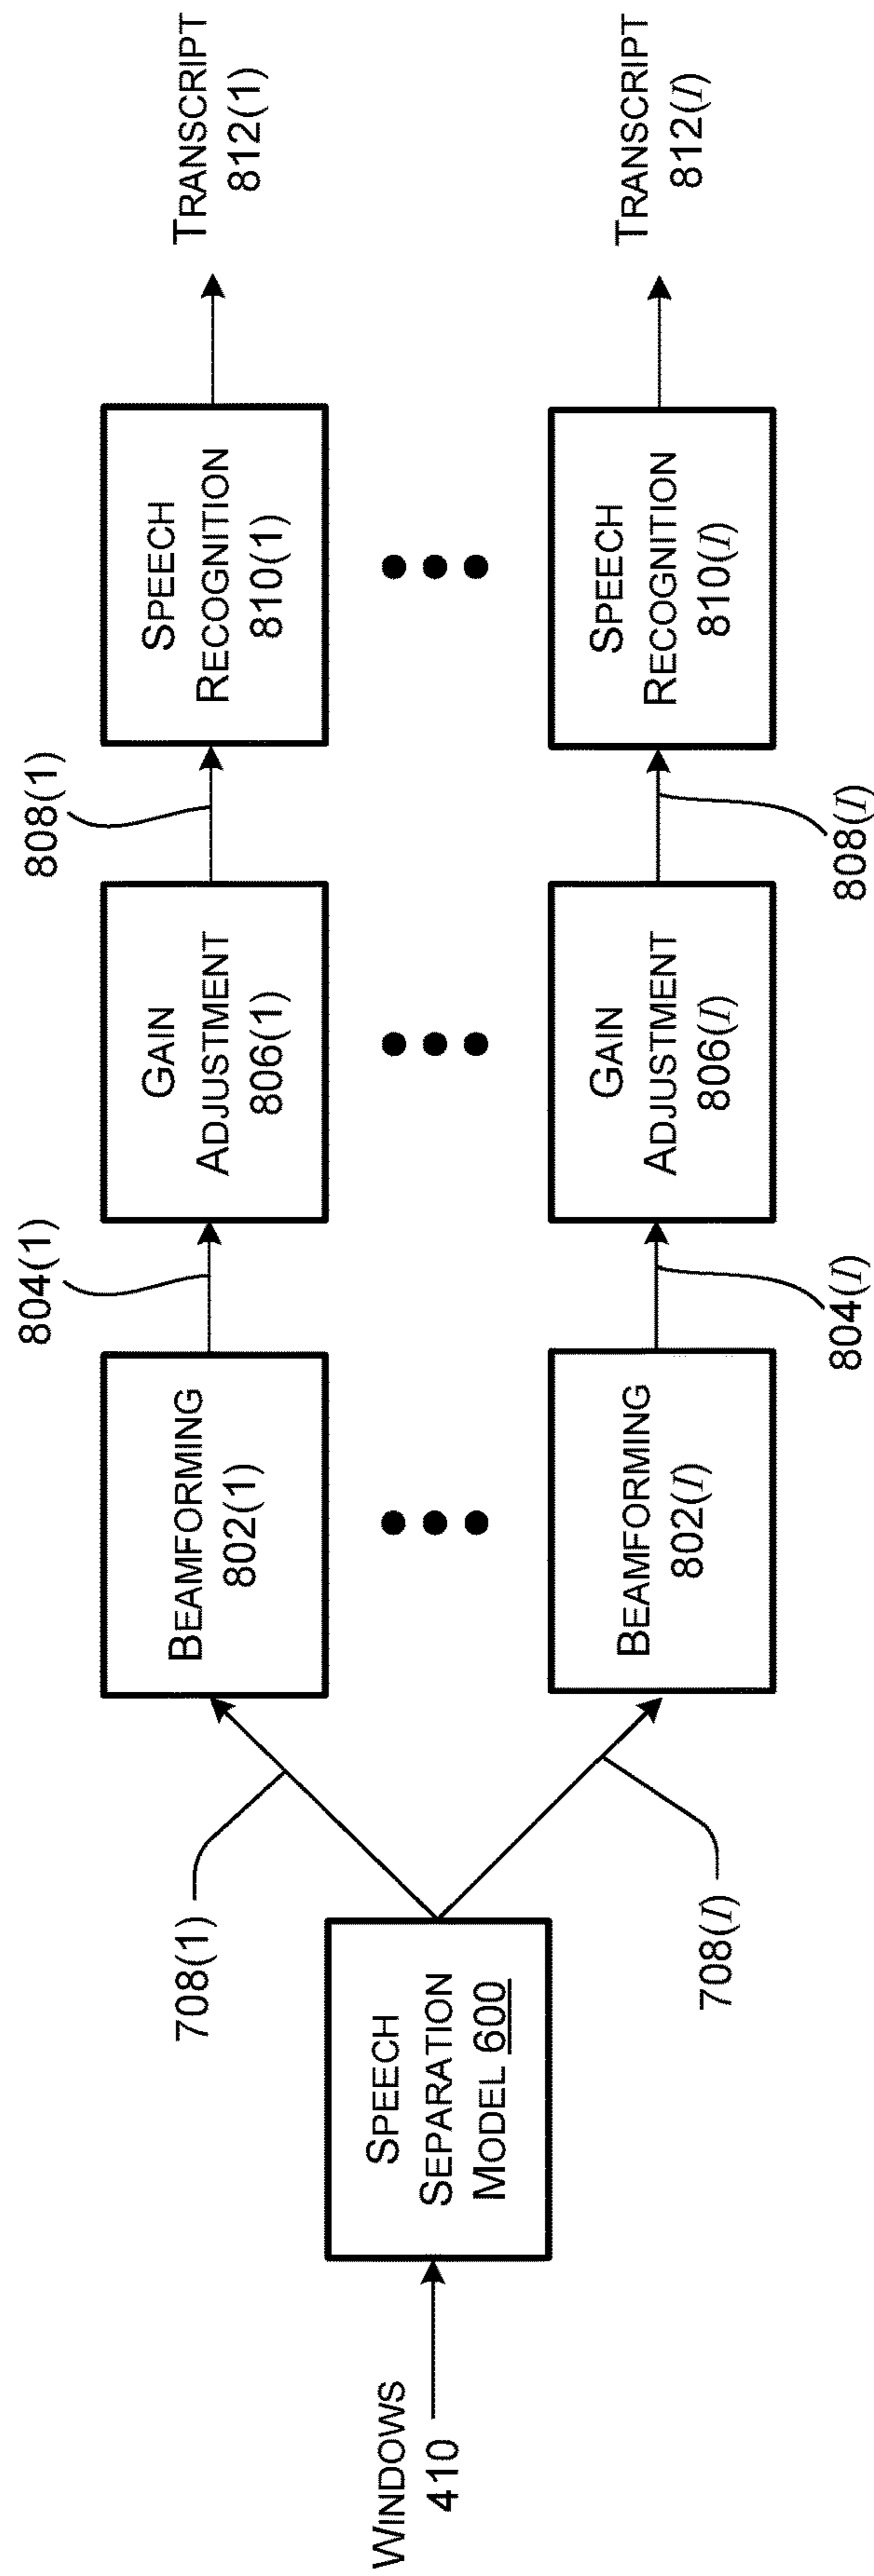 WINDOWS
410
SPEECH
SEPARATION
MODEL 600
708(1)
708(I)
BEAMFORMING
802(1)
BEAMFORMING
802(I)
804(1)
804(I)
GAIN
ADJUSTMENT
806(1)
GAIN
ADJUSTMENT
806(I)
808(1)
808(I)
SPEECH
RECOGNITION
810(1)
SPEECH
RECOGNITION
810(I)
TRANSCRIPT
812(1)
TRANSCRIPT
812(I)